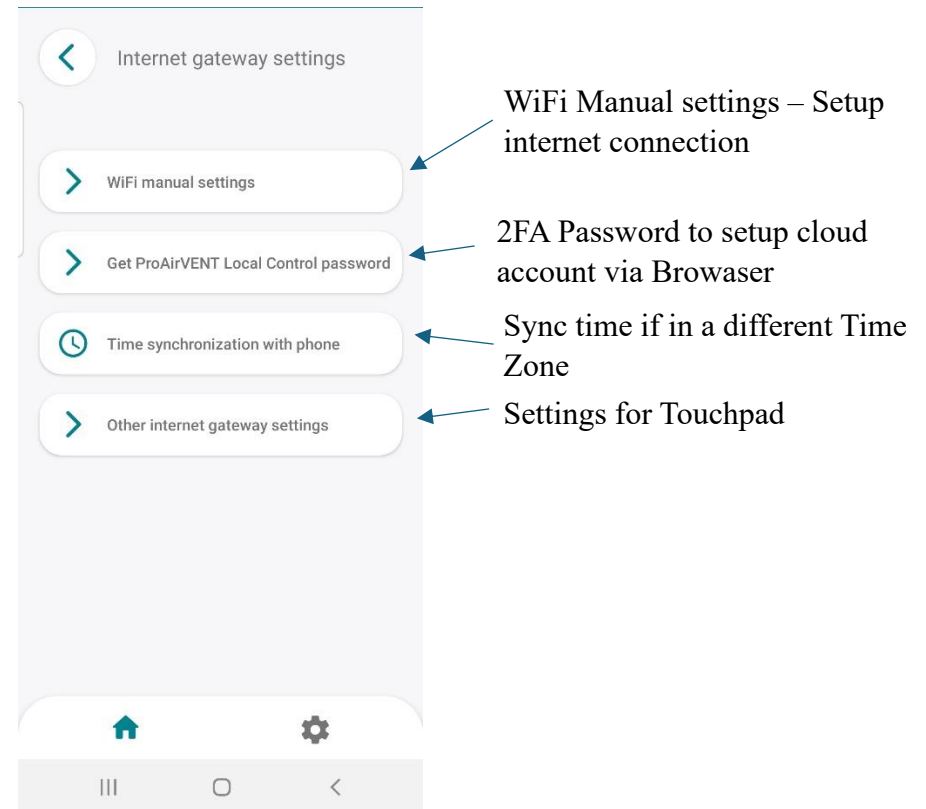 Internet gateway settings
WiFi Manual settings – Setup
internet connection
WiFi manual settings
2FA Password to setup cloud
account via Browaser
Get ProAirVENT Local Control password
Sync time if in a different Time
Zone
Time synchronization with phone
Settings for Touchpad
Other internet gateway settings